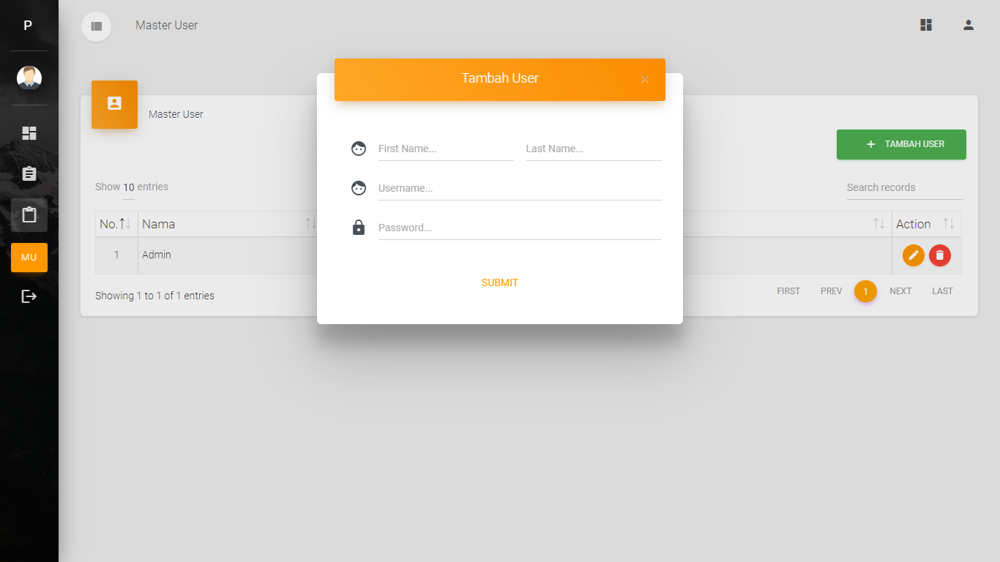 P
Master User
Tambah User
×
Master User
First Name... Last Name...
TAMBAH USER
Username...
Show 10 entries
Search records
Password...
No. Nama Action
1 Admin
MU
SUBMIT
Showing 1 to 1 of 1 entries
FIRST PREV 1 NEXT LAST